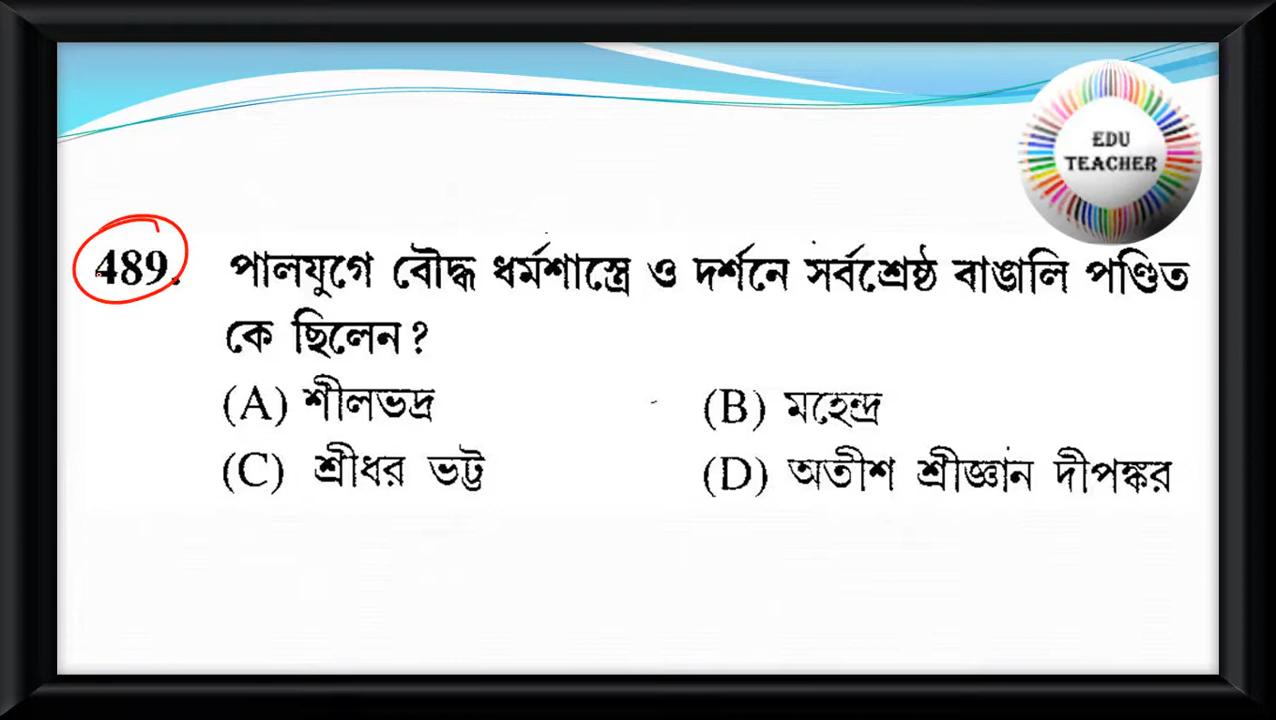 EDU
TEACHER
489. পালযুগে বৌদ্ধ ধর্মশাস্ত্রে ও দর্শনে সর্বশ্রেষ্ঠ বাঙালি পণ্ডিত
কে ছিলেন?
(A) শীলভদ্র (B) মহেন্দ্র
(C) শ্রীধর ভট্ট (D) অতীশ শ্রীজ্ঞান দীপঙ্কর